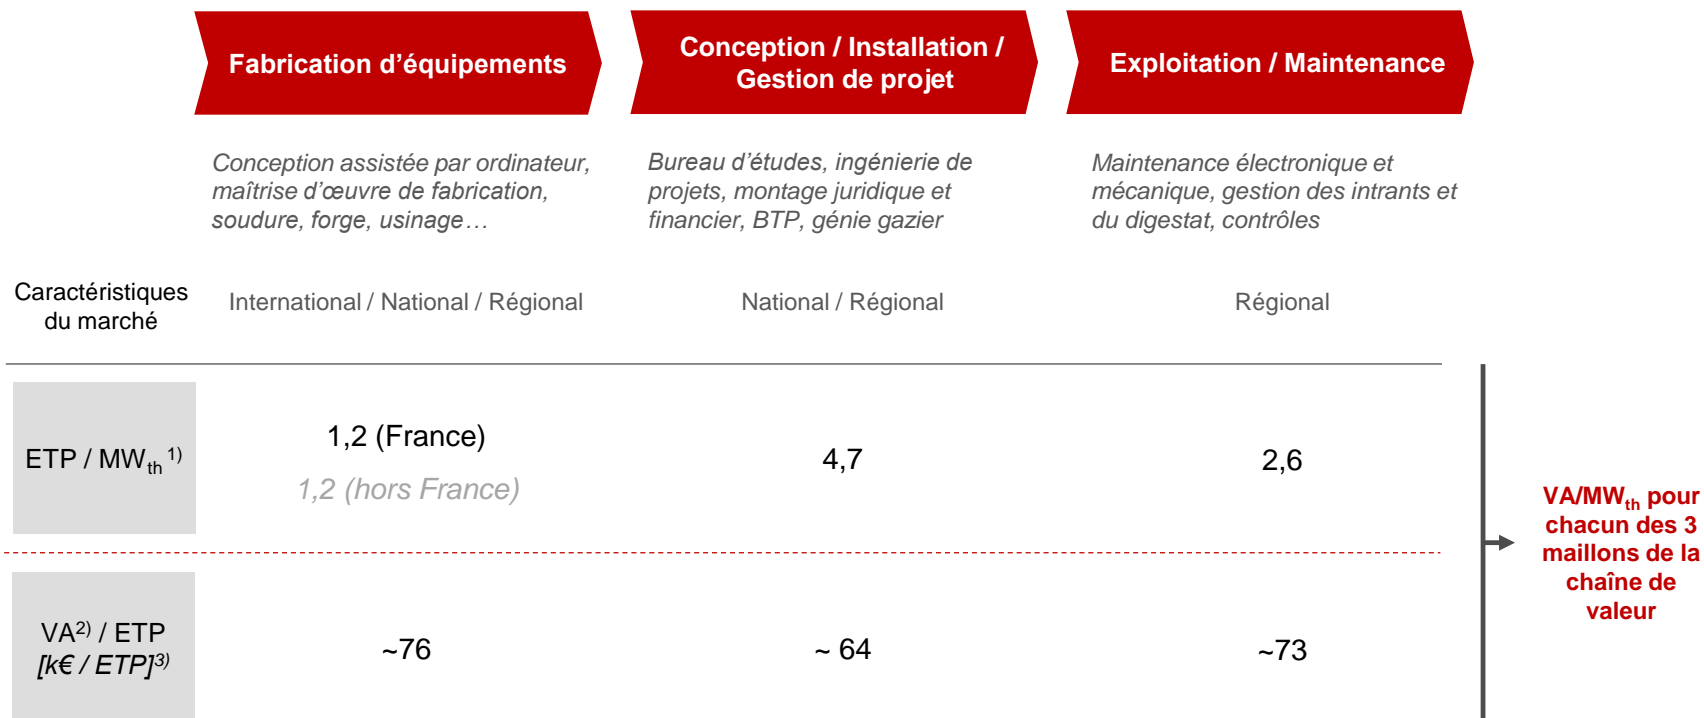 Fabrication d'équipements
Conception / Installation /
Gestion de projet
Exploitation / Maintenance
Conception assistée par ordinateur,
maîtrise d'œuvre de fabrication,
soudure, forge, usinage…
Bureau d'études, ingénierie de
projets, montage juridique et
financier, BTP, génie gazier
Maintenance électronique et
mécanique, gestion des intrants et
du digestat, contrôles
Caractéristiques
du marché
International / National / Régional
National / Régional
Régional
ETP / MWth 1)
1,2 (France)
1,2 (hors France)
4,7
2,6
VA2) / ETP
[k€ / ETP]3)
~76
~ 64
~73
VA/MWth pour
chacun des 3
maillons de la
chaîne de
valeur